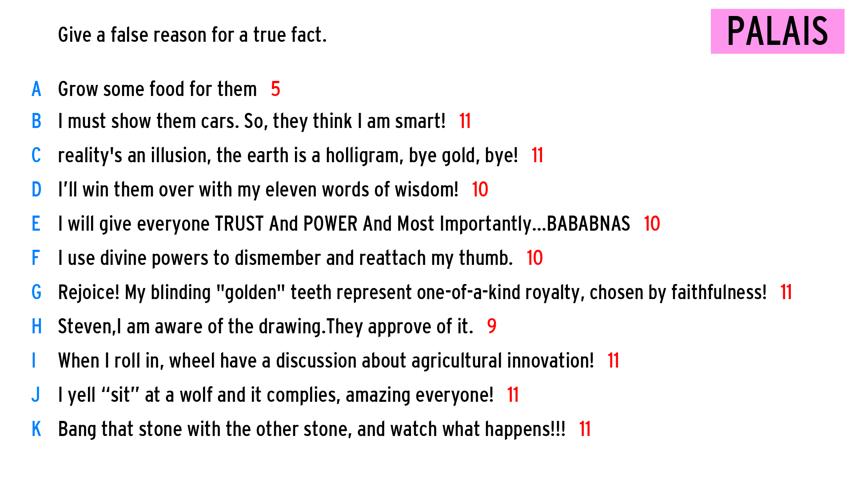 Give a false reason for a true fact.
PALAIS
A Grow some food for them 5
B I must show them cars. So, they think I am smart! 11
C reality's an illusion, the earth is a holligram, bye gold, bye! 11
D I'll win them over with my eleven words of wisdom! 10
E I will give everyone TRUST And POWER And Most Importantly...BABABNAS 10
F I use divine powers to dismember and reattach my thumb. 10
G Rejoice! My blinding "golden" teeth represent one-of-a-kind royalty, chosen by faithfulness! 11
H Steven,I am aware of the drawing.They approve of it. 9
I When I roll in, wheel have a discussion about agricultural innovation! 11
J I yell “sit” at a wolf and it complies, amazing everyone! 11
K Bang that stone with the other stone, and watch what happens!!! 11